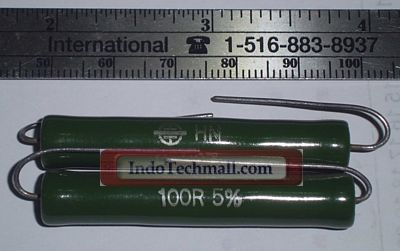 2 3 4
International ☎ 1-516-883-8937
50 60 70 80 90 100
HN
IndoTechmall.com
100R 5%